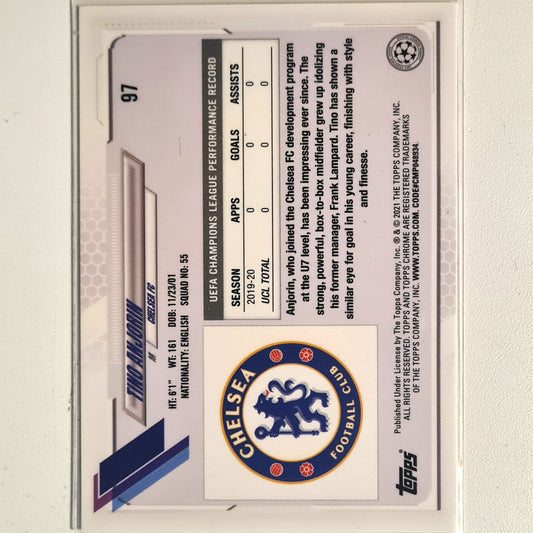 97
TINO ANJORIN
M CHELSEA FC
HT: 6'1" WT: 161 DOB: 11/23/01
NATIONALITY: ENGLISH SQUAD NO: 55
UEFA CHAMPIONS LEAGUE PERFORMANCE RECORD
SEASON APPS GOALS ASSISTS
2019-20 0 0 0
UCL TOTAL 0 0 0
Anjorin, who joined the Chelsea FC development program
at the U7 level, has been impressing ever since. The
strong, powerful, box-to-box midfielder grew up idolizing
his former manager, Frank Lampard. Tino has shown a
similar eye for goal in his young career, finishing with style
and finesse.
CHELSEA
FOOTBALL CLUB
TOPPS
Published Under License by The Topps Company, Inc. ® & © 2021 THE TOPPS COMPANY, INC.
ALL RIGHTS RESERVED. TOPPS AND TOPPS CHROME ARE REGISTERED TRADEMARKS
OF THE TOPPS COMPANY, INC. WWW.TOPPS.COM. CODE#CMP048934.